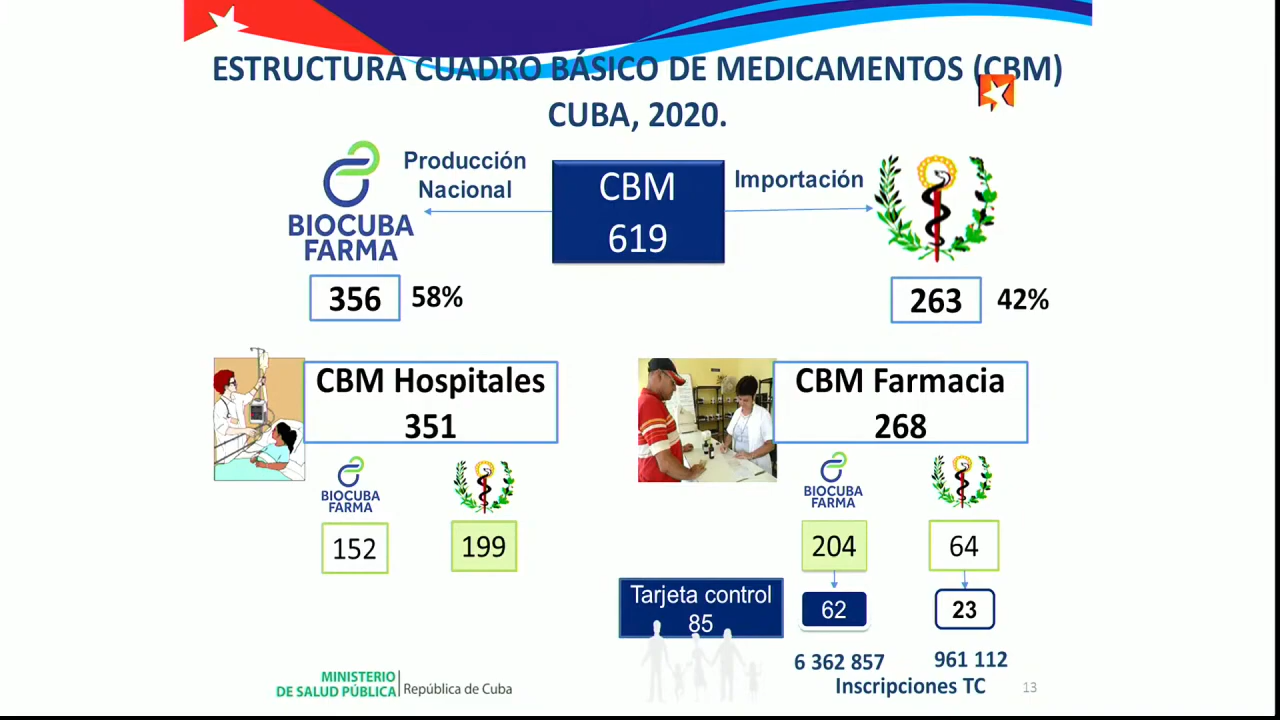 ESTRUCTURA CUADRO BÁSICO DE MEDICAMENTOS (CBM)
CUBA, 2020.
Producción
Nacional
BIOCUBA
FARMA
CBM
619
Importación
356
58%
263
42%
CBM Hospitales
351
CBM Farmacia
268
BIOCUBA
FARMA
152
199
BIOCUBA
FARMA
204
64
Tarjeta control
85
62
23
6 362 857
961 112
Inscripciones TC
MINISTERIO
DE SALUD PÚBLICA
República de Cuba
13